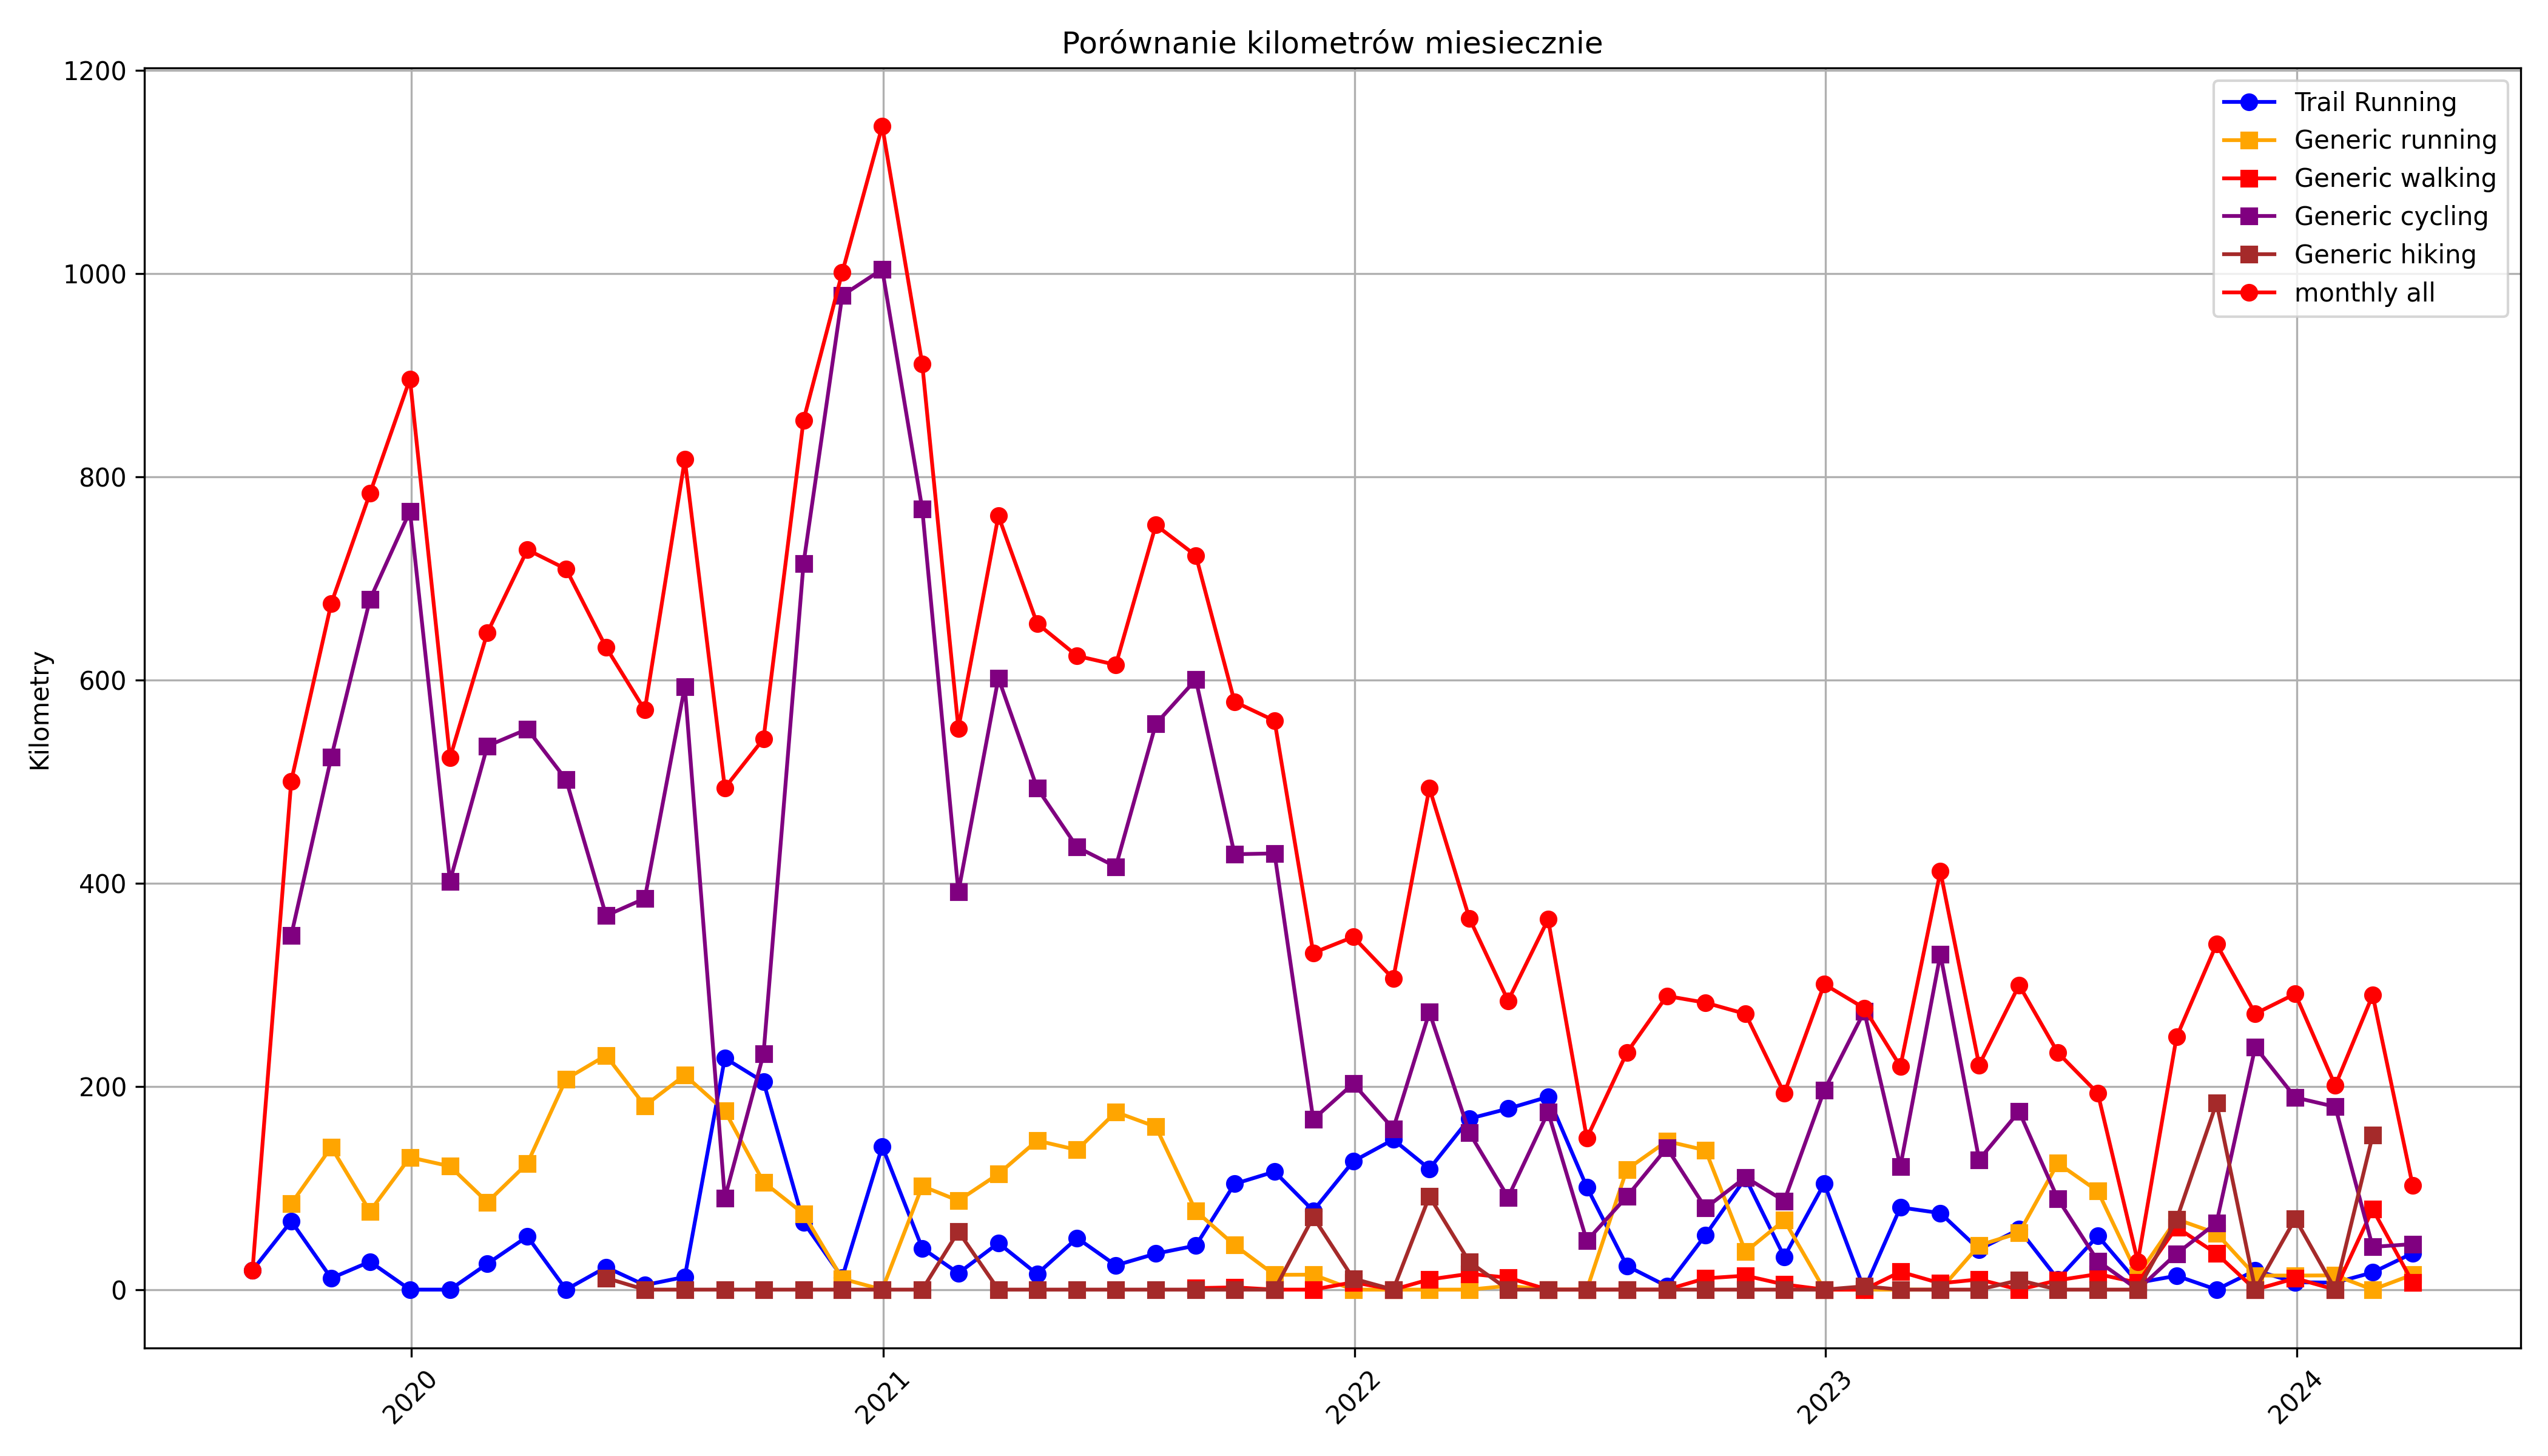 Porównanie kilometrów miesiecznie
Kilometry
1200
1000
800
600
400
200
0
2020
2021
2022
2023
2024
Trail Running
Generic running
Generic walking
Generic cycling
Generic hiking
monthly all